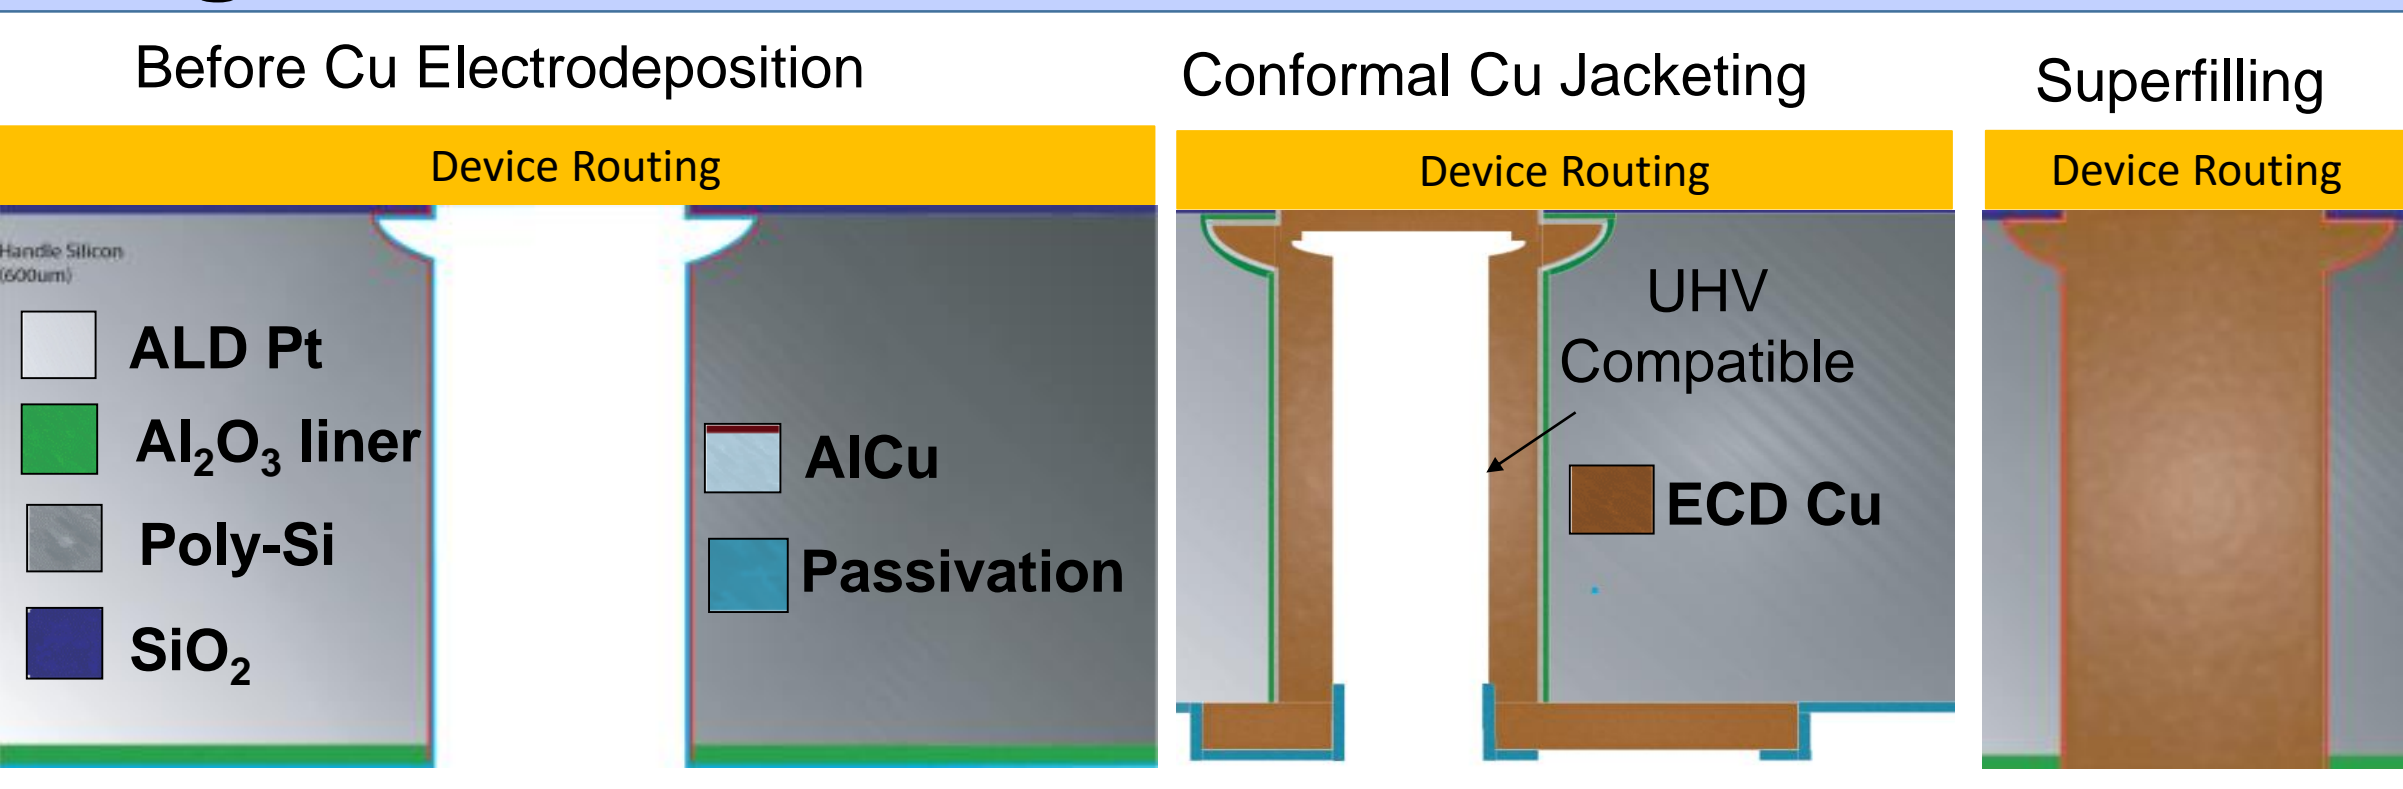 Before Cu Electrodeposition
Conformal Cu Jacketing
Superfilling
Device Routing
Device Routing
Device Routing
Handle Silicon
(600um)
ALD Pt
Al₂O₃ liner
Poly-Si
SiO₂
AlCu
Passivation
UHV
Compatible
ECD Cu